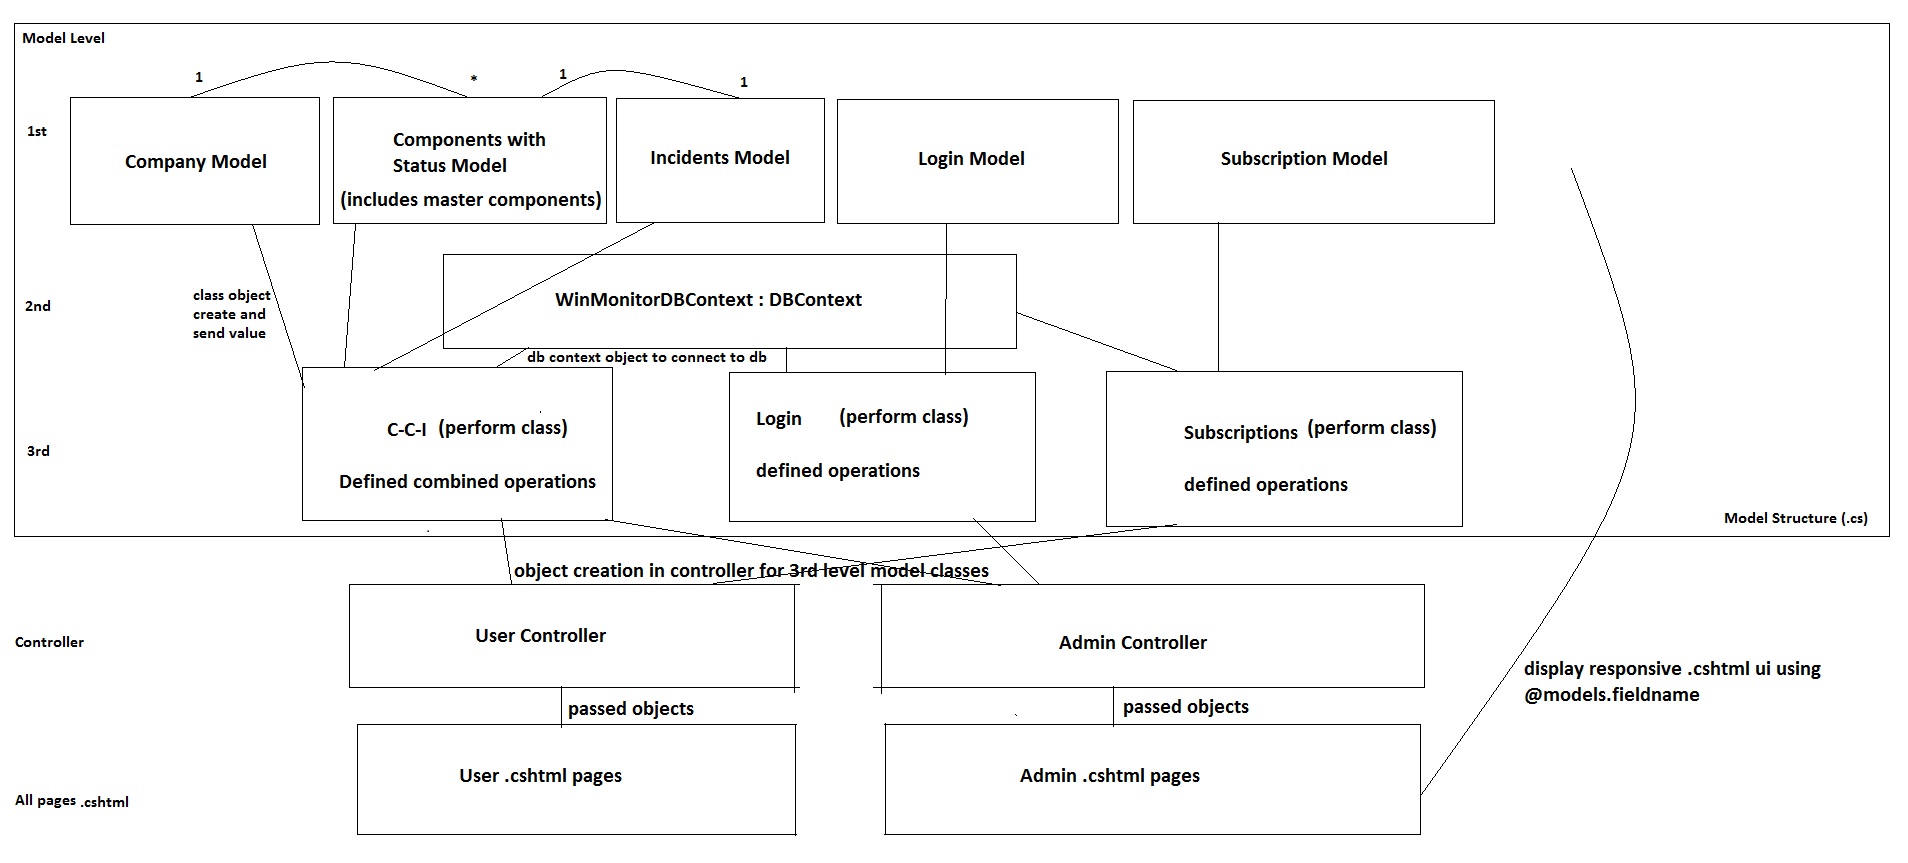 Model Level
1
*
1
1
1st
Company Model
Components with
Status Model
(includes master components)
Incidents Model
Login Model
Subscription Model
2nd
class object
create and
send value
WinMonitorDBContext : DBContext
db context object to connect to db
3rd
C-C-I (perform class)
Defined combined operations
Login (perform class)
defined operations
Subscriptions (perform class)
defined operations
Model Structure (.cs)
object creation in controller for 3rd level model classes
Controller
User Controller
Admin Controller
display responsive .cshtml ui using
@models.fieldname
passed objects
passed objects
All pages .cshtml
User .cshtml pages
Admin .cshtml pages